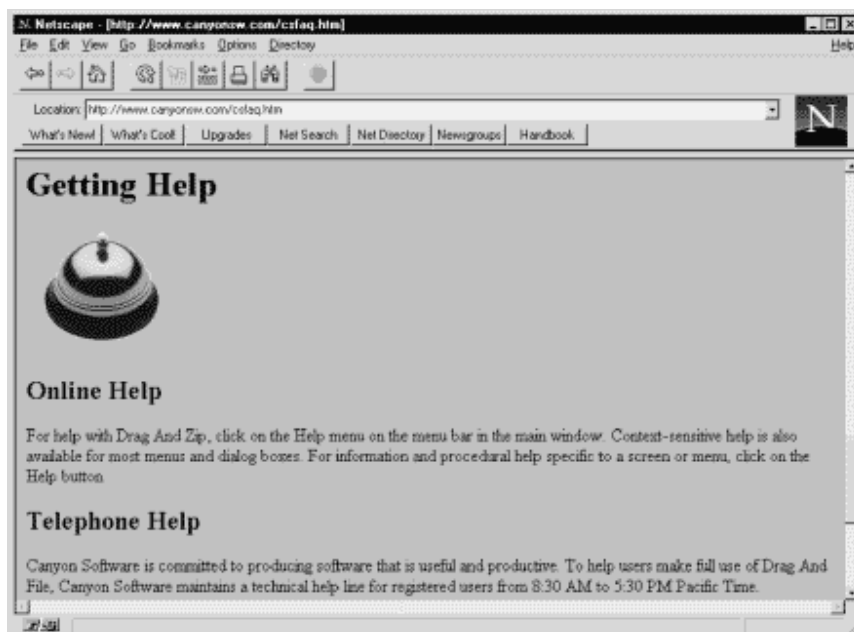 Netscape - [http://www.canyonsw.com/csfaq.htm]
File Edit View Go Bookmarks Options Directory Help
Location: http://www.canyonsw.com/csfaq.htm
What's New! What's Cool! Upgrades Net Search Net Directory Newsgroups Handbook
N
Getting Help
Online Help
For help with Drag And Zip, click on the Help menu on the menu bar in the main window. Context-sensitive help is also
available for most menus and dialog boxes. For information and procedural help specific to a screen or menu, click on the
Help button.
Telephone Help
Canyon Software is committed to producing software that is useful and productive. To help users make full use of Drag And
File, Canyon Software maintains a technical help line for registered users from 8:30 AM to 5:30 PM Pacific Time.